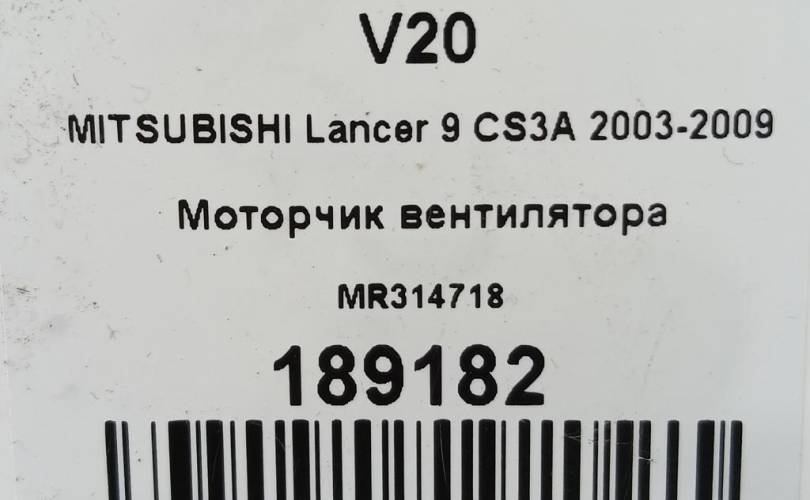 V20
MITSUBISHI Lancer 9 CS3A 2003-2009
Моторчик вентилятора
MR314718
189182